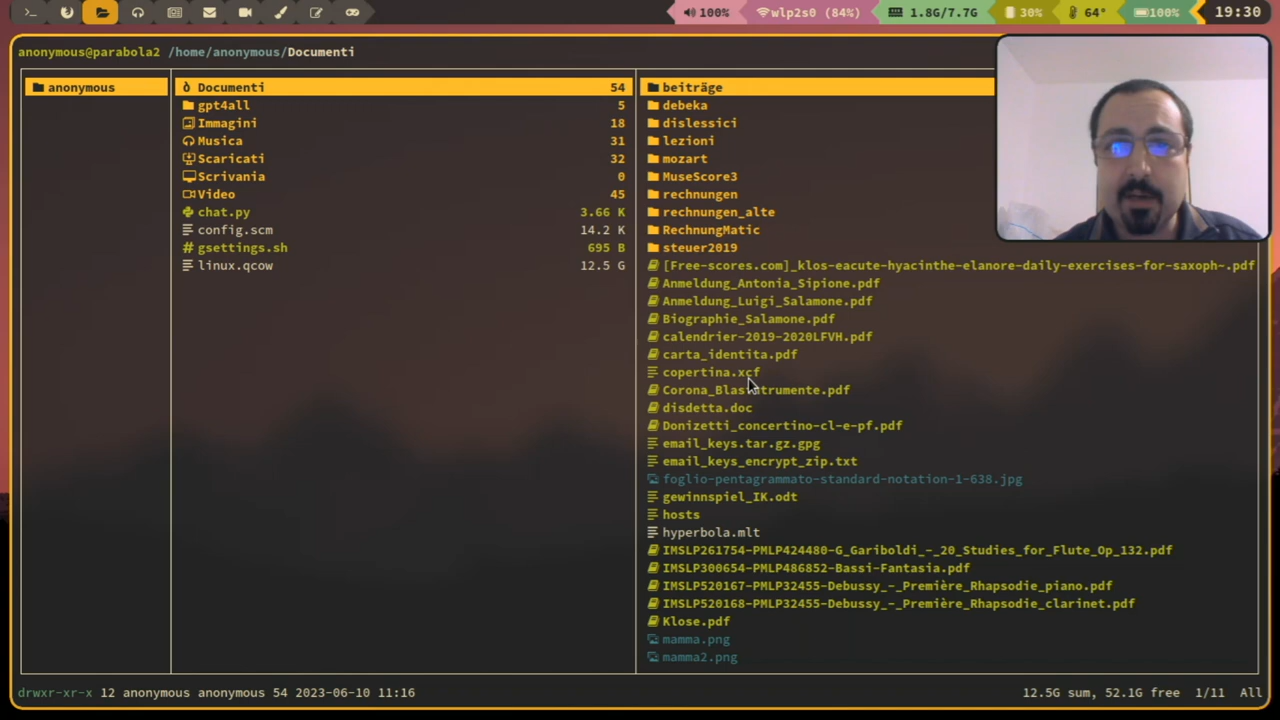 100% wlp2s0 (84%) 1.8G/7.7G 30% 64° 100% 19:30
anonymous@parabola2 /home/anonymous/Documenti
anonymous
Documenti 54
gpt4all 5
Immagini 18
Musica 31
Scaricati 32
Scrivania 0
Video 45
chat.py 3.66 K
config.scm 14.2 K
gsettings.sh 695 B
linux.qcow 12.5 G
beiträge
debeka
dislessici
lezioni
mozart
MuseScore3
rechnungen
rechnungen_alte
RechnungMatic
steuer2019
[Free-scores.com]_klos-eacute-hyacinthe-elanore-daily-exercises-for-saxoph~.pdf
Anmeldung_Antonia_Sipione.pdf
Anmeldung_Luigi_Salamone.pdf
Biographie_Salamone.pdf
calendrier-2019-2020LFVH.pdf
carta_identita.pdf
copertina.xcf
Corona_Blasinstrumente.pdf
disdetta.doc
Donizetti_concertino-cl-e-pf.pdf
email_keys.tar.gz.gpg
email_keys_encrypt_zip.txt
foglio-pentagrammato-standard-notation-1-638.jpg
gewinnspiel_IK.odt
hosts
hyperbola.mlt
IMSLP261754-PMLP424480-G_Gariboldi_-_20_Studies_for_Flute_Op_132.pdf
IMSLP300654-PMLP486852-Bassi-Fantasia.pdf
IMSLP520167-PMLP32455-Debussy_-_Première_Rhapsodie_piano.pdf
IMSLP520168-PMLP32455-Debussy_-_Première_Rhapsodie_clarinet.pdf
Klose.pdf
mamma.png
mamma2.png
drwxr-xr-x 12 anonymous anonymous 54 2023-06-10 11:16
12.5G sum, 52.1G free 1/11 All